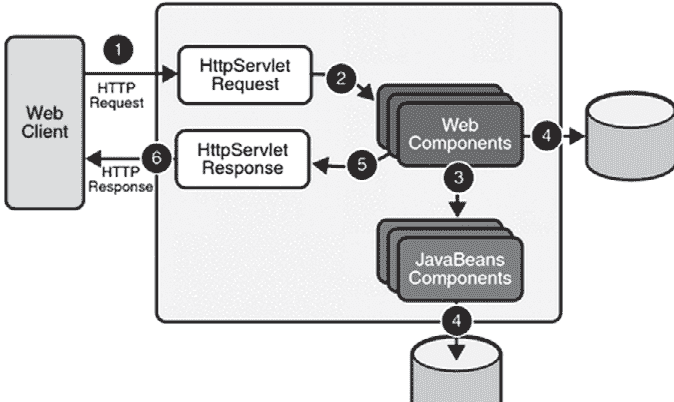 1
HTTP
Request
Web
Client
HttpServlet
Request
2
Web
Components
4
3
HttpServlet
Response
5
6
HTTP
Response
JavaBeans
Components
4